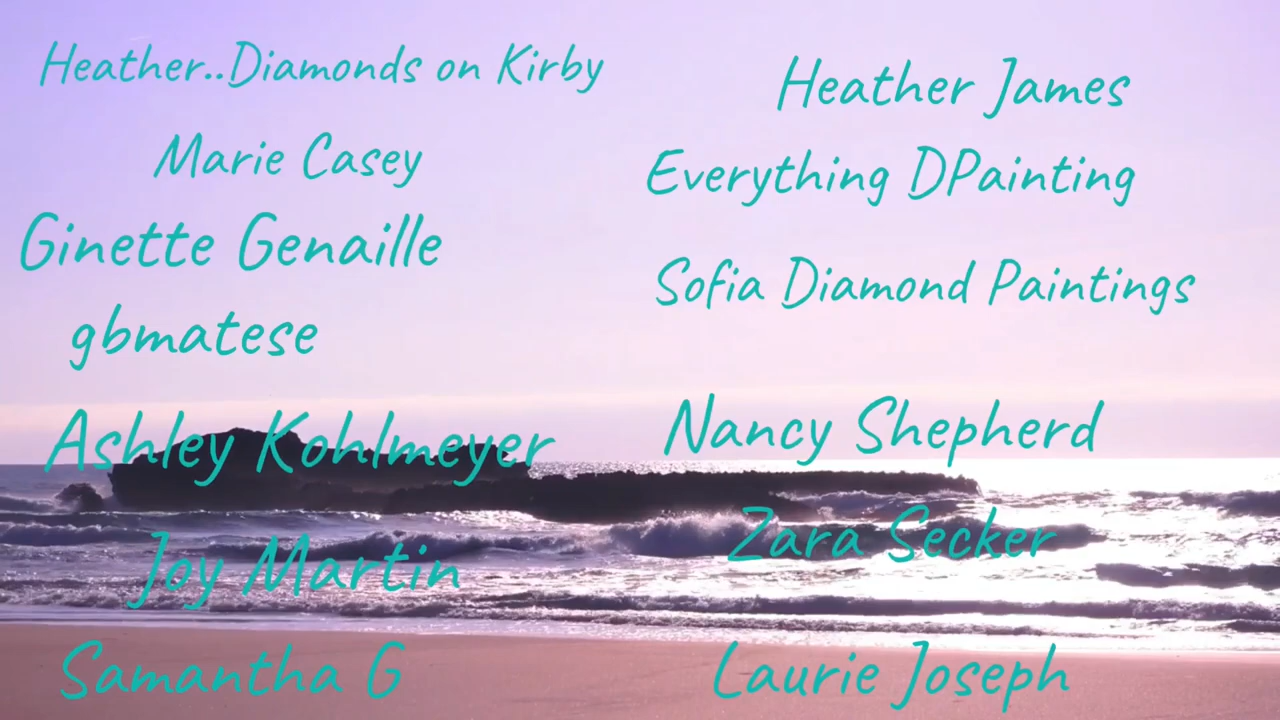 Heather..Diamonds on Kirby
Marie Casey
Ginette Genaille
gbmatese
Ashley Kohlmeyer
Joy Martin
Samantha G
Heather James
Everything DPainting
Sofia Diamond Paintings
Nancy Shepherd
Zara Secker
Laurie Joseph